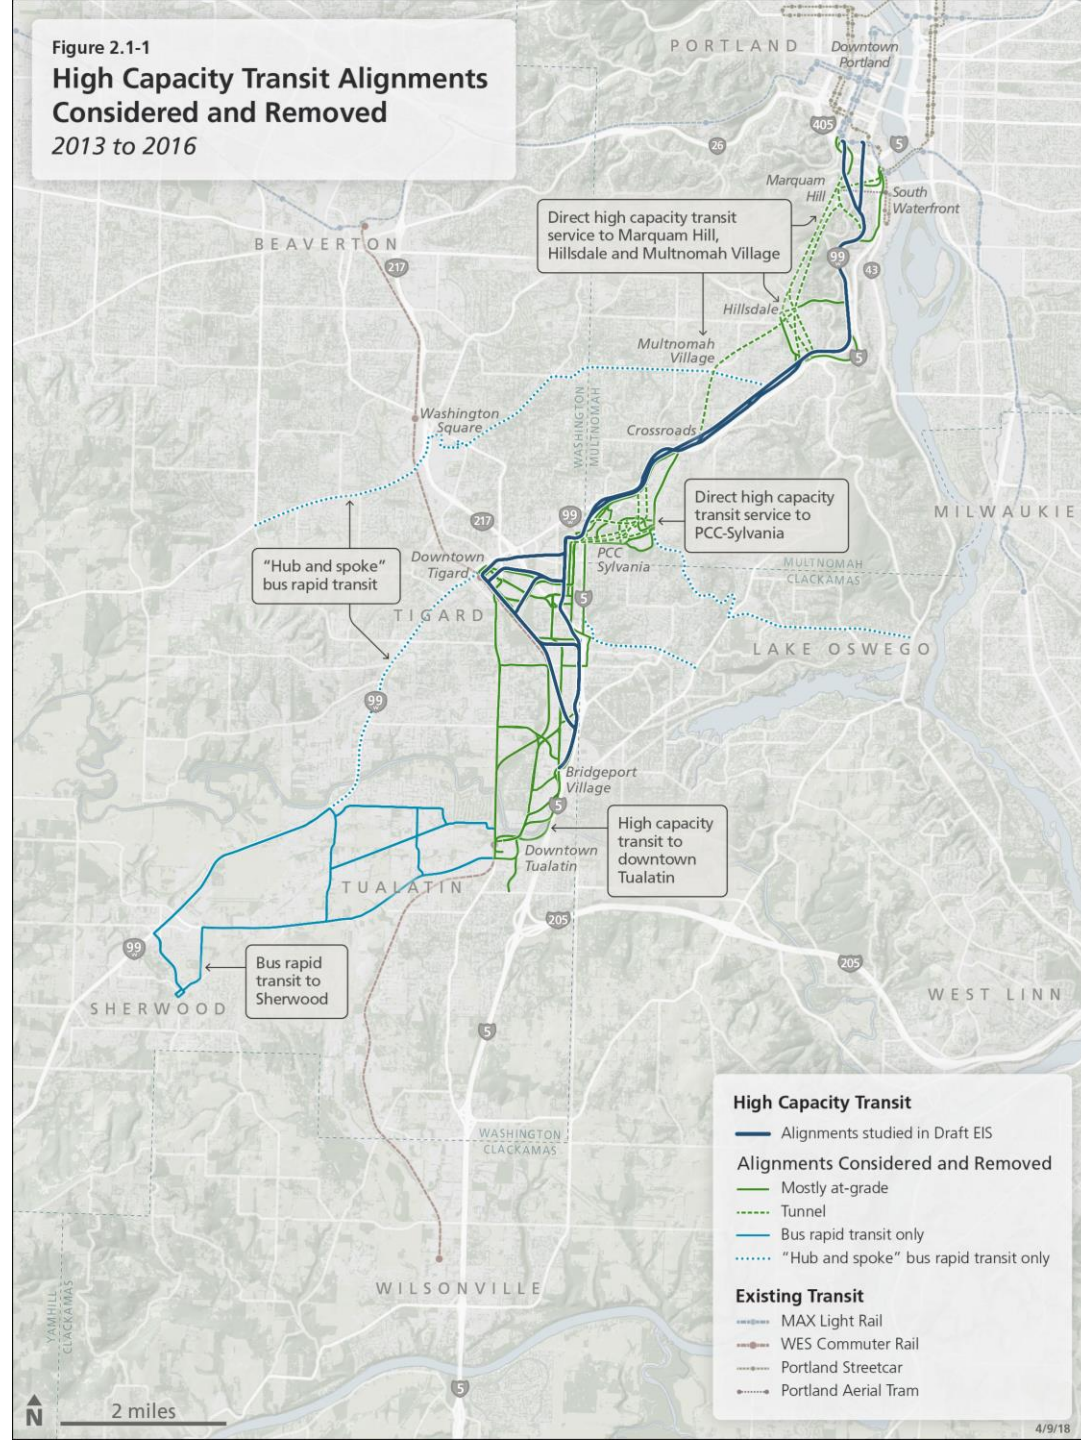 Figure 2.1-1
High Capacity Transit Alignments
Considered and Removed
2013 to 2016
PORTLAND
Downtown
Portland
405
26
5
Marquam
Hill
South
Waterfront
Direct high capacity transit
service to Marquam Hill,
Hillsdale and Multnomah Village
BEAVERTON
217
99
W
43
Hillsdale
Multnomah
Village
5
Washington
Square
WASHINGTON
MULTNOMAH
Crossroads
Direct high capacity
transit service to
PCC-Sylvania
MILWAUKIE
217
99
W
"Hub and spoke"
bus rapid transit
Downtown
Tigard
PCC
Sylvania
MULTNOMAH
CLACKAMAS
TIGARD
5
LAKE OSWEGO
99
W
Bridgeport
Village
5
High capacity
transit to
downtown
Tualatin
Downtown
Tualatin
TUALATIN
205
99
W
Bus rapid
transit to
Sherwood
205
SHERWOOD
WEST LINN
5
WASHINGTON
CLACKAMAS
WILSONVILLE
YAMHILL
CLACKAMAS
5
High Capacity Transit
Alignments studied in Draft EIS
Alignments Considered and Removed
Mostly at-grade
Tunnel
Bus rapid transit only
"Hub and spoke" bus rapid transit only
Existing Transit
MAX Light Rail
WES Commuter Rail
Portland Streetcar
Portland Aerial Tram
N
2 miles
4/9/18